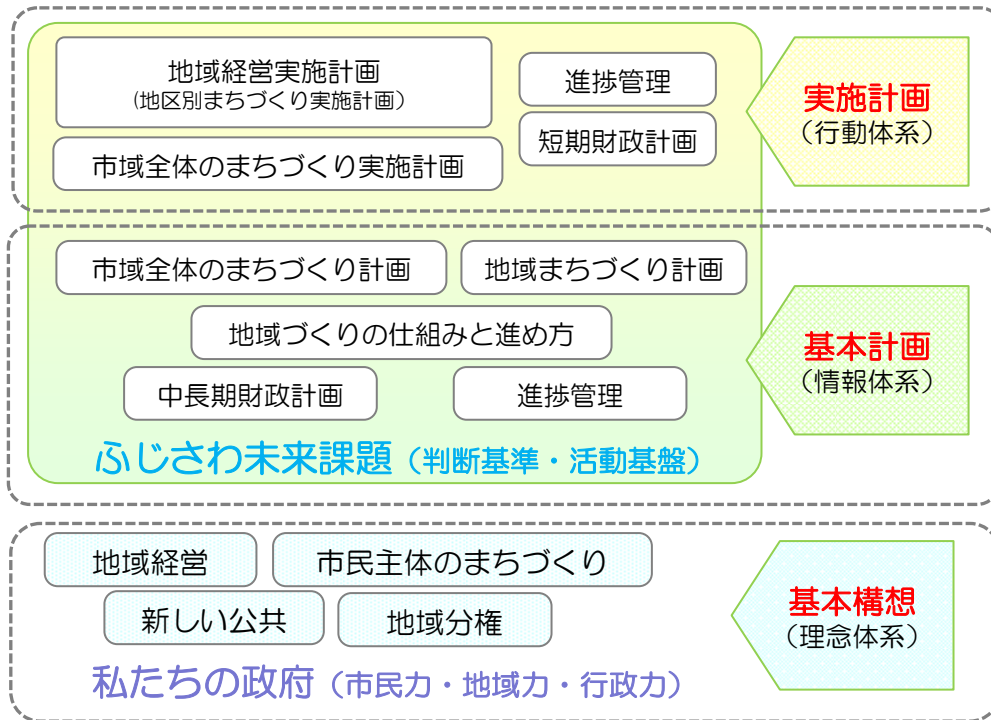 地域経営実施計画
(地区別まちづくり実施計画)
進捗管理
短期財政計画
市域全体のまちづくり実施計画
実施計画
(行動体系)
市域全体のまちづくり計画
地域まちづくり計画
地域づくりの仕組みと進め方
中長期財政計画
進捗管理
ふじさわ未来課題(判断基準・活動基盤)
基本計画
(情報体系)
地域経営
市民主体のまちづくり
新しい公共
地域分権
私たちの政府(市民力・地域力・行政力)
基本構想
(理念体系)